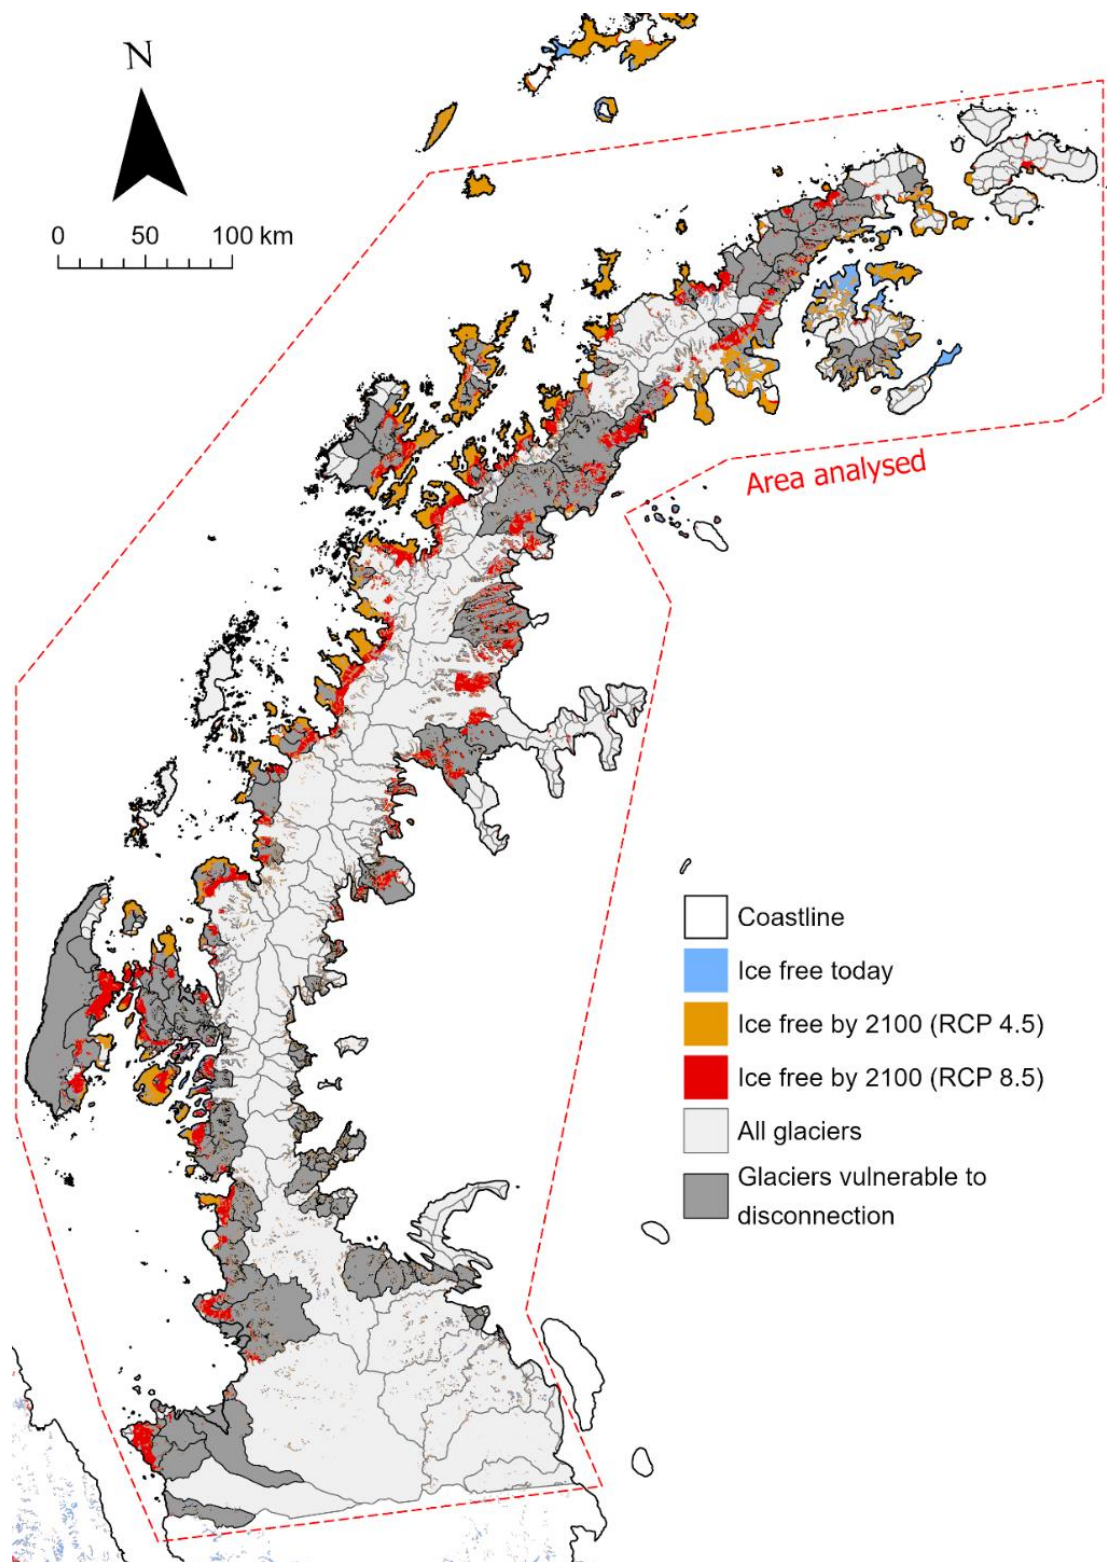 N
0 50 100 km
Area analysed
Coastline
Ice free today
Ice free by 2100 (RCP 4.5)
Ice free by 2100 (RCP 8.5)
All glaciers
Glaciers vulnerable to
disconnection